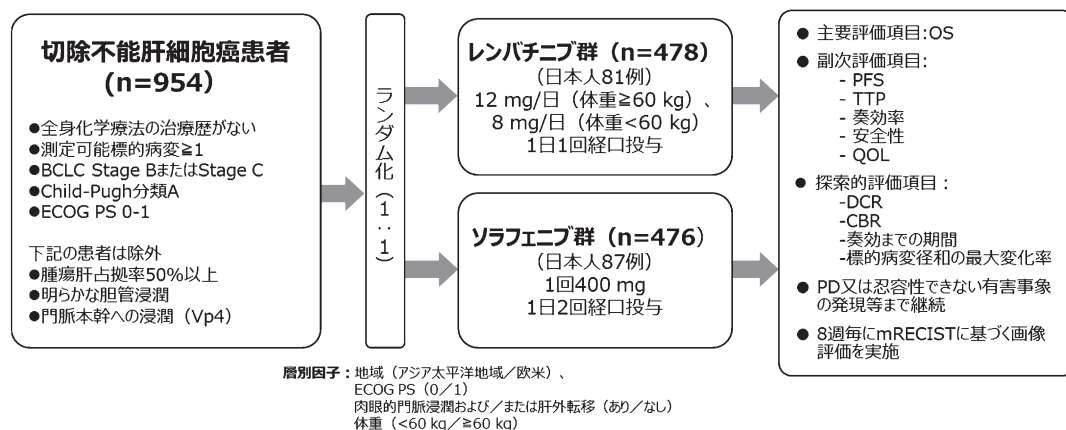 切除不能肝細胞癌患者
(n=954)
●全身化学療法の治療歴がない
●測定可能標的病変≧1
●BCLC Stage BまたはStage C
●Child-Pugh分類A
●ECOG PS 0-1
下記の患者は除外
●腫瘍肝占拠率50%以上
●明らかな胆管浸潤
●門脈本幹への浸潤（Vp4）
ランダム化（1：1）
レンバチニブ群（n=478）
（日本人81例）
12 mg/日（体重≧60 kg）、
8 mg/日（体重<60 kg）
1日1回経口投与
ソラフェニブ群（n=476）
（日本人87例）
1回400 mg
1日2回経口投与
● 主要評価項目:OS
● 副次評価項目:
- PFS
- TTP
- 奏効率
- 安全性
- QOL
● 探索的評価項目：
-DCR
-CBR
-奏効までの期間
-標的病変径和の最大変化率
● PD又は忍容性できない有害事象
の発現等まで継続
● 8週毎にmRECISTに基づく画像
評価を実施
層別因子：地域（アジア太平洋地域／欧米）、
ECOG PS（0／1）
肉眼的門脈浸潤および／または肝外転移（あり／なし）
体重（<60 kg／≧60 kg）